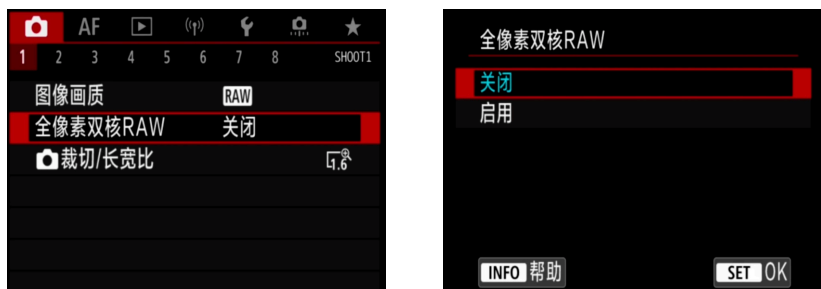 AF
1 2 3 4 5 6 7 8 SHOOT1
图像画质 RAW
全像素双核RAW 关闭
裁切/长宽比 1.6
全像素双核RAW
关闭
启用
INFO 帮助 SET OK